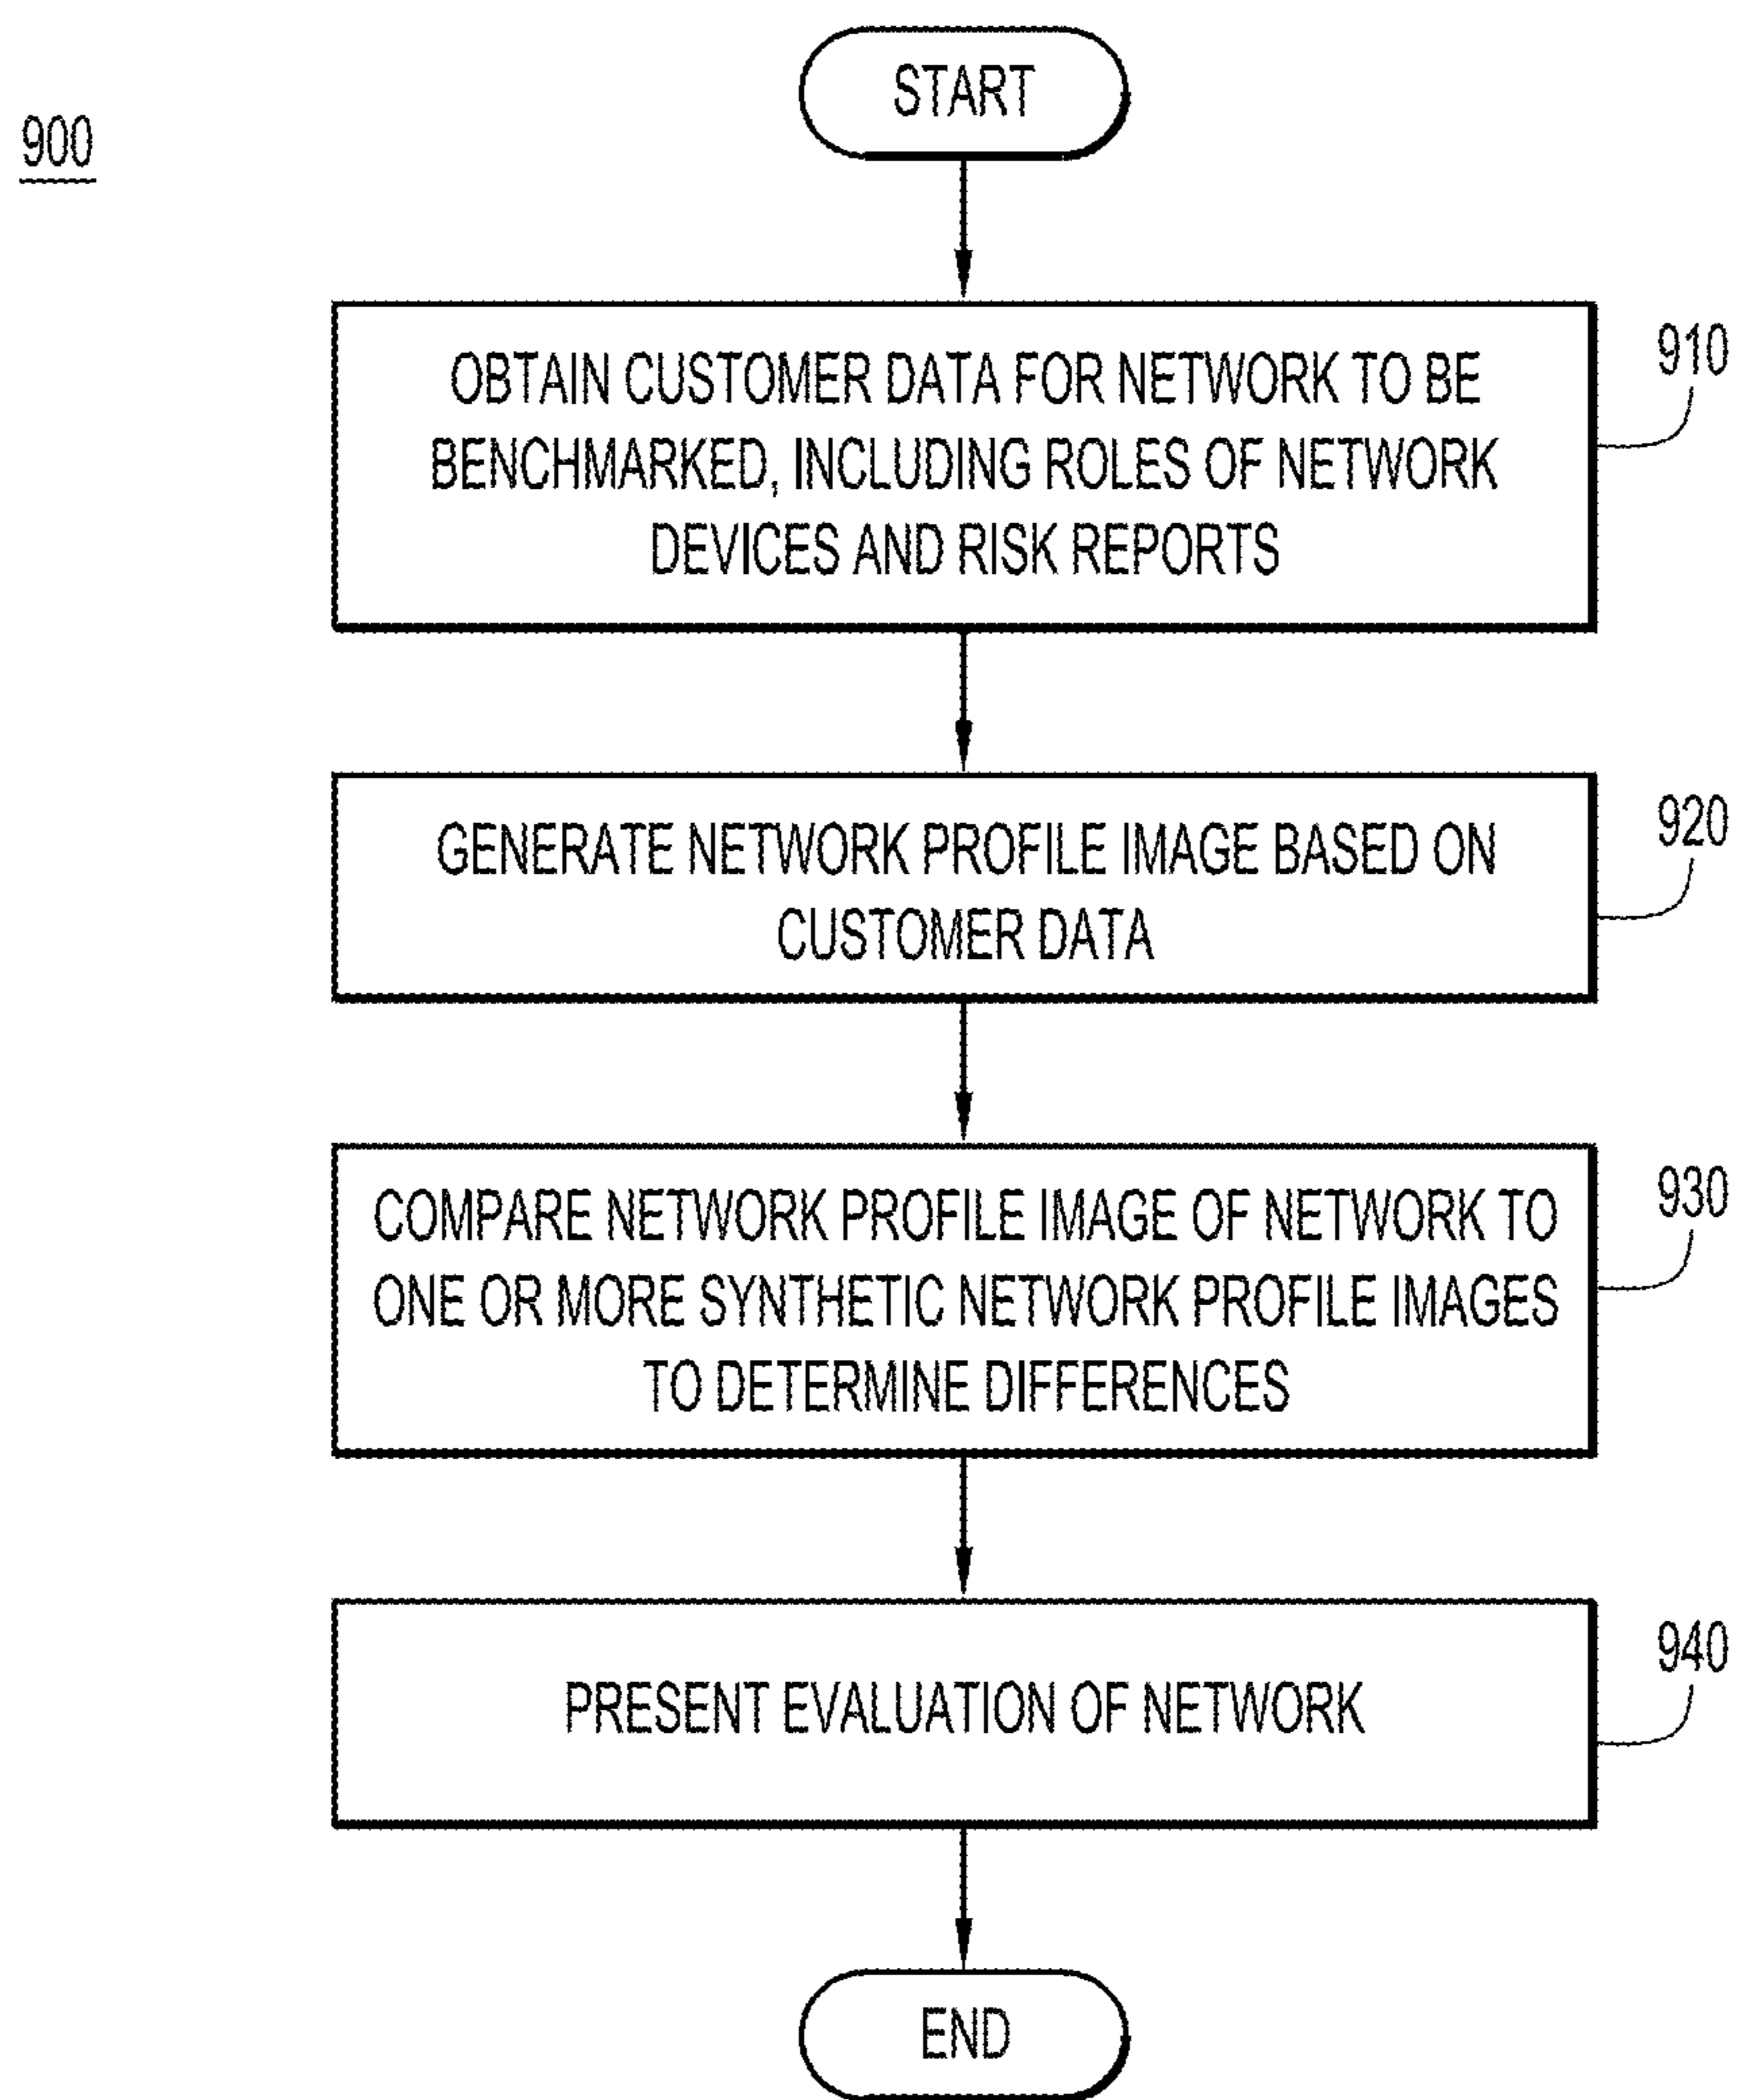 START
900
OBTAIN CUSTOMER DATA FOR NETWORK TO BE
BENCHMARKED, INCLUDING ROLES OF NETWORK
DEVICES AND RISK REPORTS
910
GENERATE NETWORK PROFILE IMAGE BASED ON
CUSTOMER DATA
920
COMPARE NETWORK PROFILE IMAGE OF NETWORK TO
ONE OR MORE SYNTHETIC NETWORK PROFILE IMAGES
TO DETERMINE DIFFERENCES
930
PRESENT EVALUATION OF NETWORK
940
END